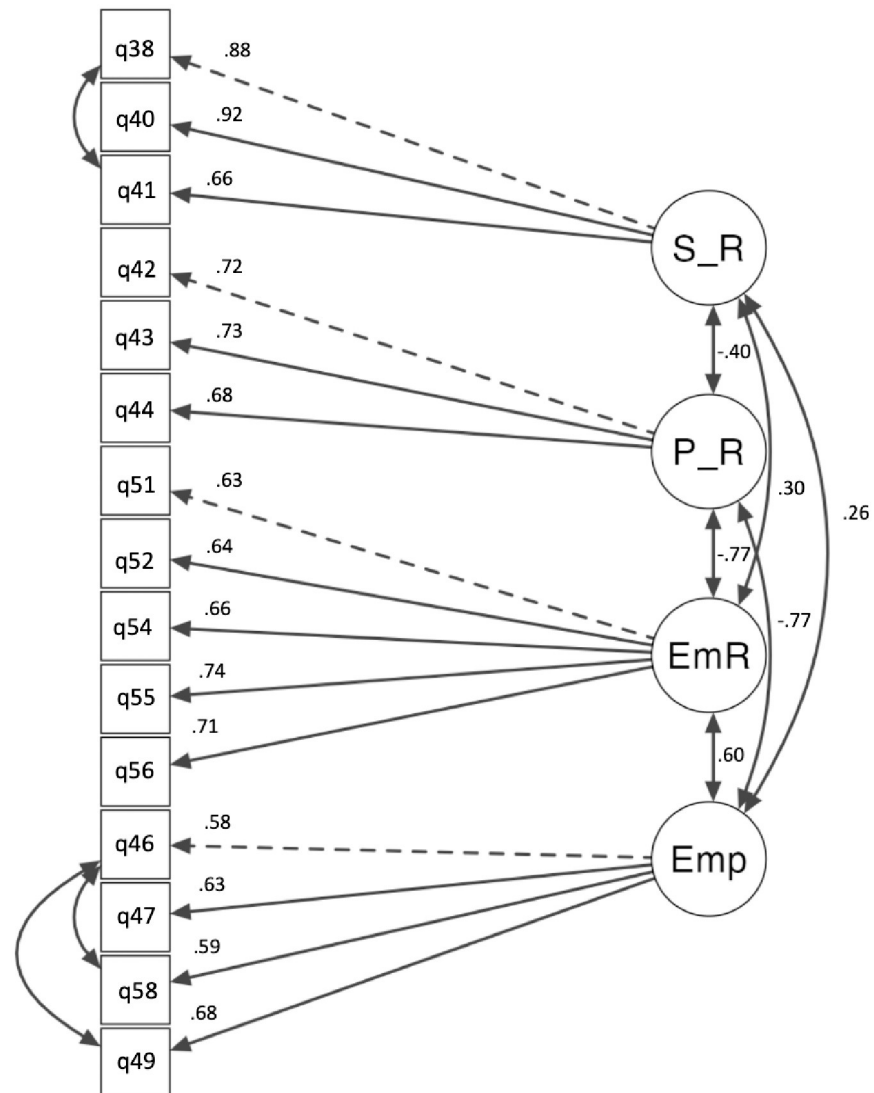 q38
.88
q40
.92
q41
.66
S_R
q42
.72
q43
.73
-.40
q44
.68
P_R
q51
.63
.30
.26
q52
.64
-.77
q54
.66
-.77
EmR
q55
.74
q56
.71
.60
q46
.58
Emp
q47
.63
q58
.59
q49
.68